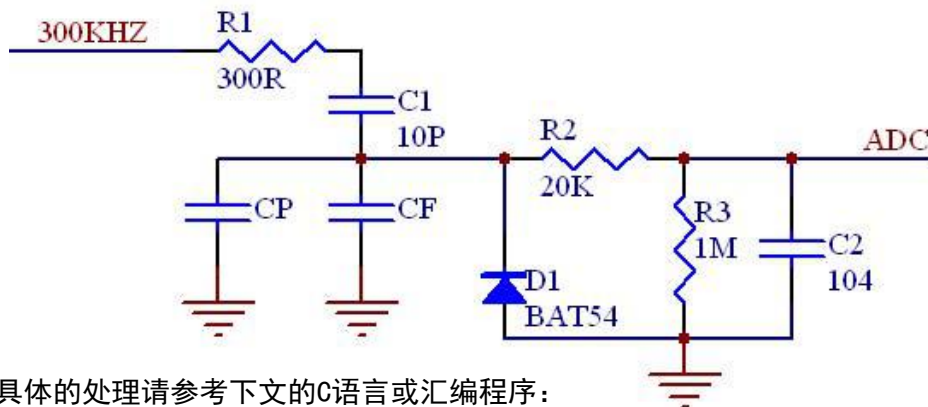 300KHZ
R1
300R
C1
10P
R2
20K
ADC
CP
CF
R3
1M
C2
104
D1
BAT54
具体的处理请参考下文的C语言或汇编程序：